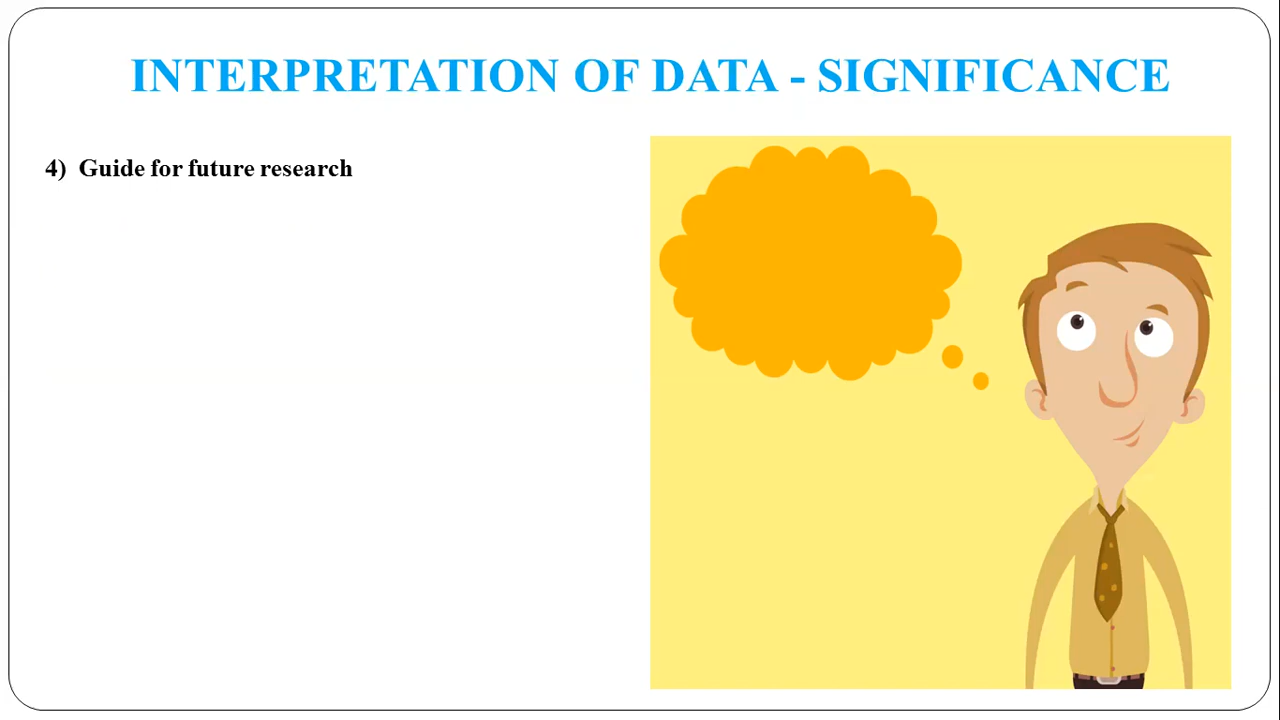 INTERPRETATION OF DATA - SIGNIFICANCE
4) Guide for future research